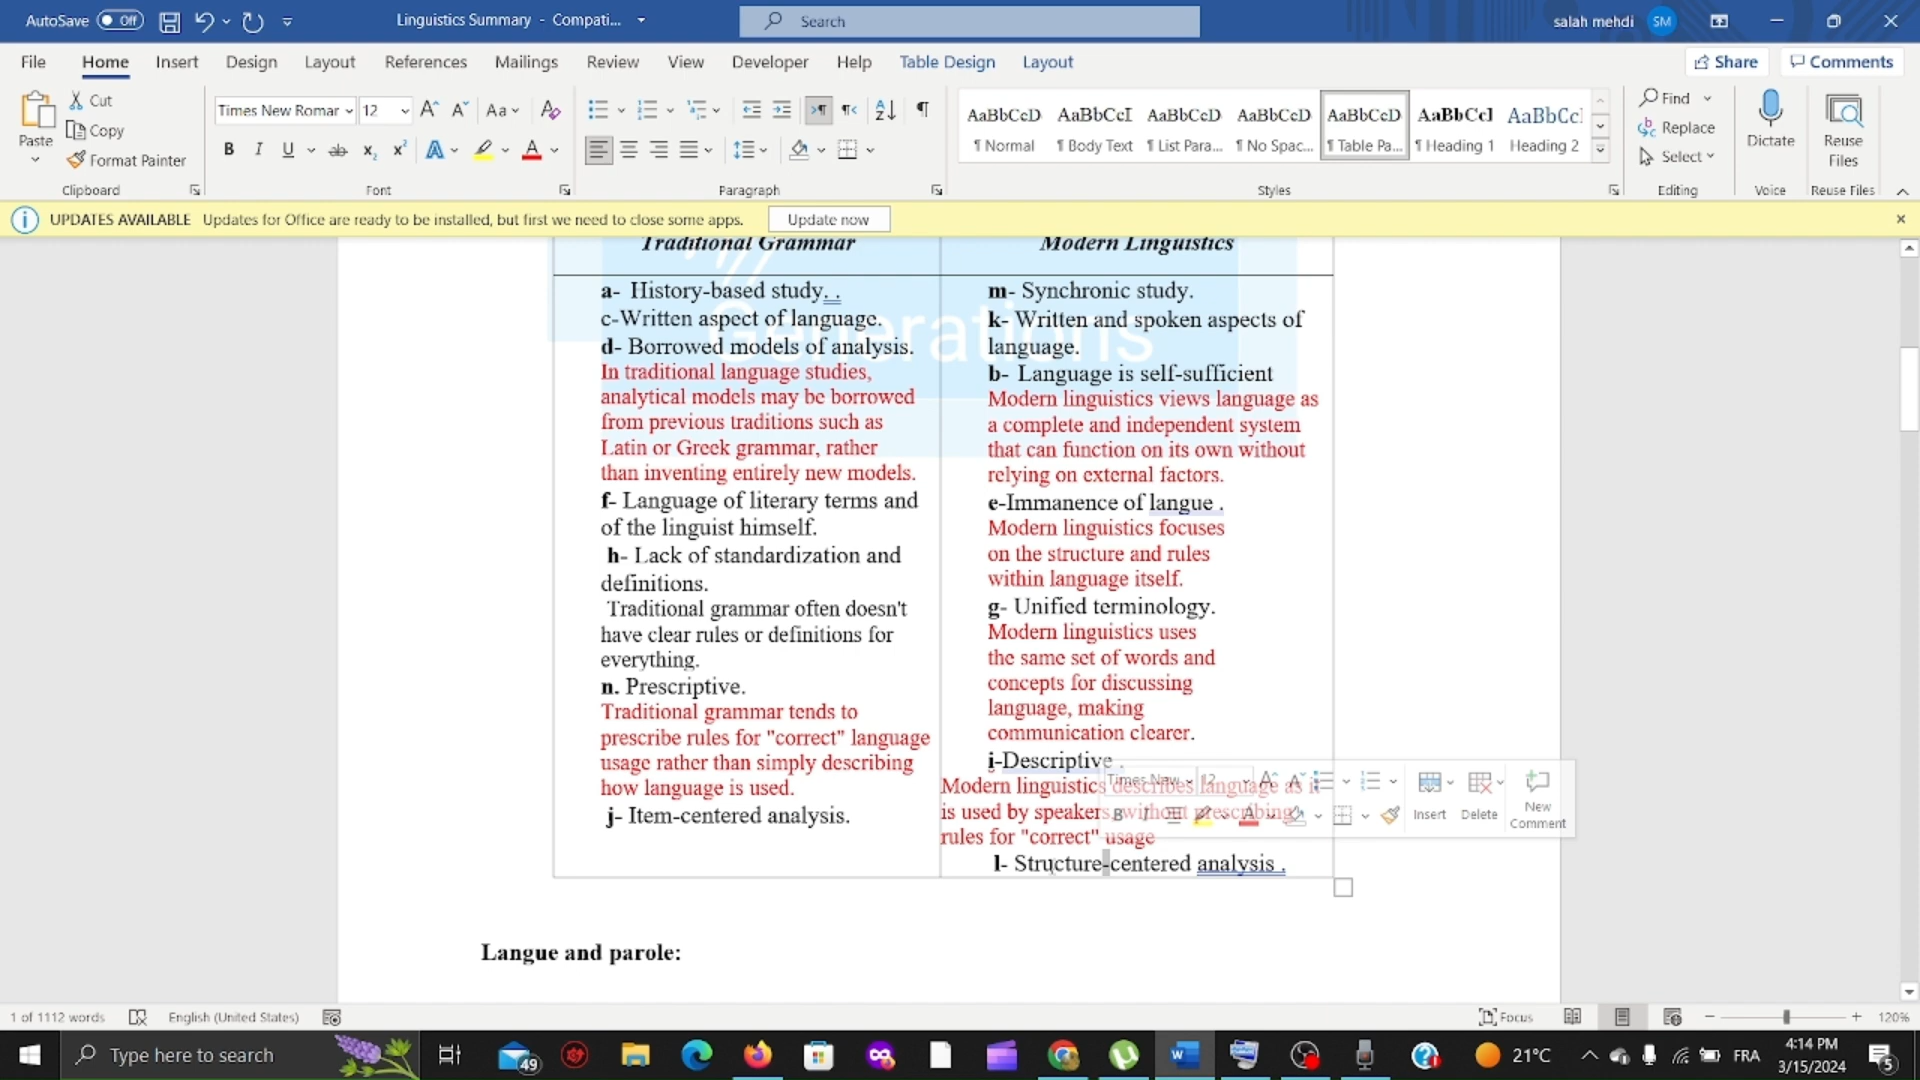 AutoSave Off Linguistics Summary - Compati... Search salah mehdi SM
File Home Insert Design Layout References Mailings Review View Developer Help Table Design Layout Share Comments
Paste Cut Copy Format Painter
Times New Romar 12
¶ Normal ¶ Body Text ¶ List Para... ¶ No Spac... ¶ Table Pa... ¶ Heading 1 Heading 2
Find Replace Select Dictate Reuse Files
Clipboard Font Paragraph Styles Editing Voice Reuse Files
UPDATES AVAILABLE Updates for Office are ready to be installed, but first we need to close some apps. Update now
Traditional Grammar
a- History-based study. .
c-Written aspect of language.
d- Borrowed models of analysis.
In traditional language studies,
analytical models may be borrowed
from previous traditions such as
Latin or Greek grammar, rather
than inventing entirely new models.
f- Language of literary terms and
of the linguist himself.
h- Lack of standardization and
definitions.
Traditional grammar often doesn't
have clear rules or definitions for
everything.
n. Prescriptive.
Traditional grammar tends to
prescribe rules for "correct" language
usage rather than simply describing
how language is used.
j- Item-centered analysis.
Modern Linguistics
m- Synchronic study.
k- Written and spoken aspects of
language.
b- Language is self-sufficient
Modern linguistics views language as
a complete and independent system
that can function on its own without
relying on external factors.
e-Immanence of langue .
Modern linguistics focuses
on the structure and rules
within language itself.
g- Unified terminology.
Modern linguistics uses
the same set of words and
concepts for discussing
language, making
communication clearer.
i-Descriptive .
Modern linguistics describes language as it
is used by speakers, without prescribing
rules for "correct" usage
l- Structure-centered analysis .
Generations
Times New 12
Insert Delete New Comment
Langue and parole:
1 of 1112 words English (United States) Focus 120%
Type here to search 49 21°C FRA 4:14 PM
3/15/2024 5